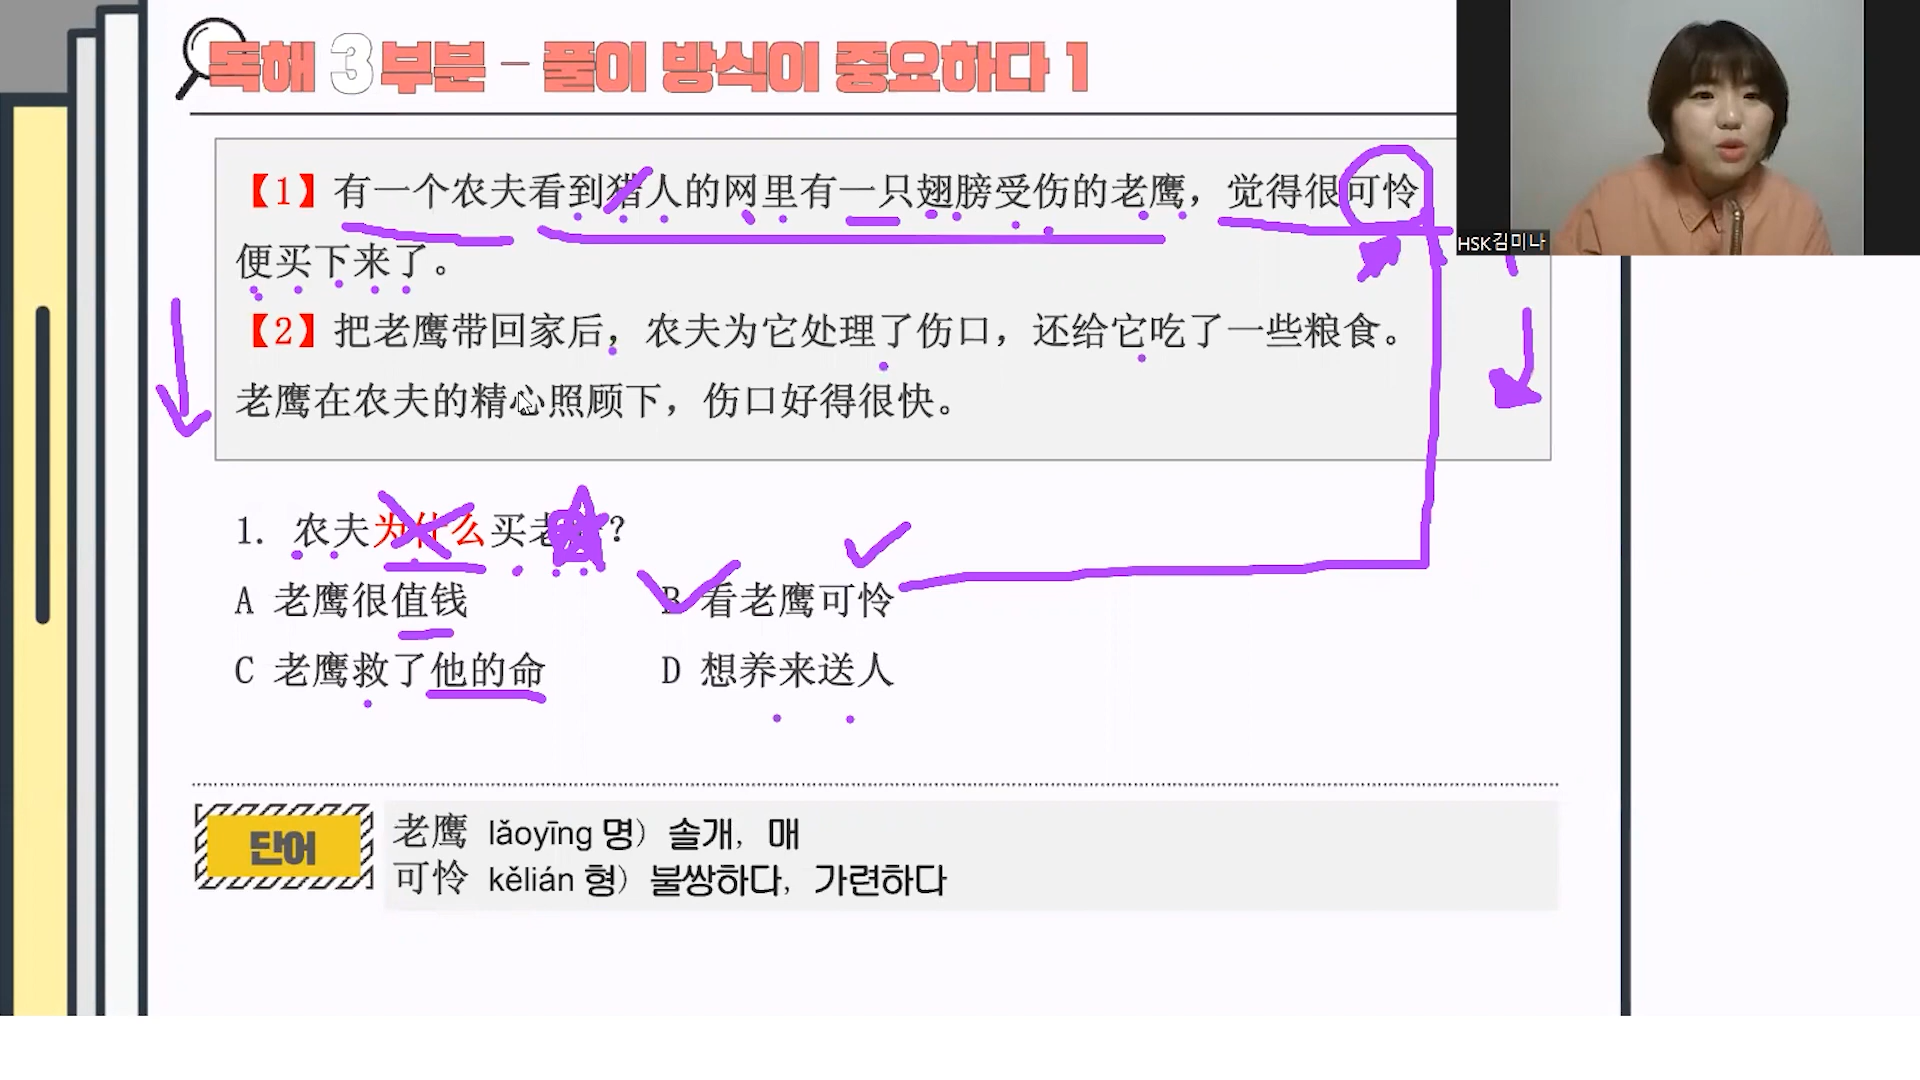 독해 3 부분 - 풀이 방식이 중요하다 1
HSK김미나
【1】有一个农夫看到猎人的网里有一只翅膀受伤的老鹰，觉得很可怜
便买下来了。
【2】把老鹰带回家后，农夫为它处理了伤口，还给它吃了一些粮食。
老鹰在农夫的精心照顾下，伤口好得很快。
1. 农夫为什么买老？
A 老鹰很值钱
B 看老鹰可怜
C 老鹰救了他的命
D 想养来送人
단어
老鹰 lǎoyīng 명) 솔개, 매
可怜 kělián 형) 불쌍하다, 가련하다